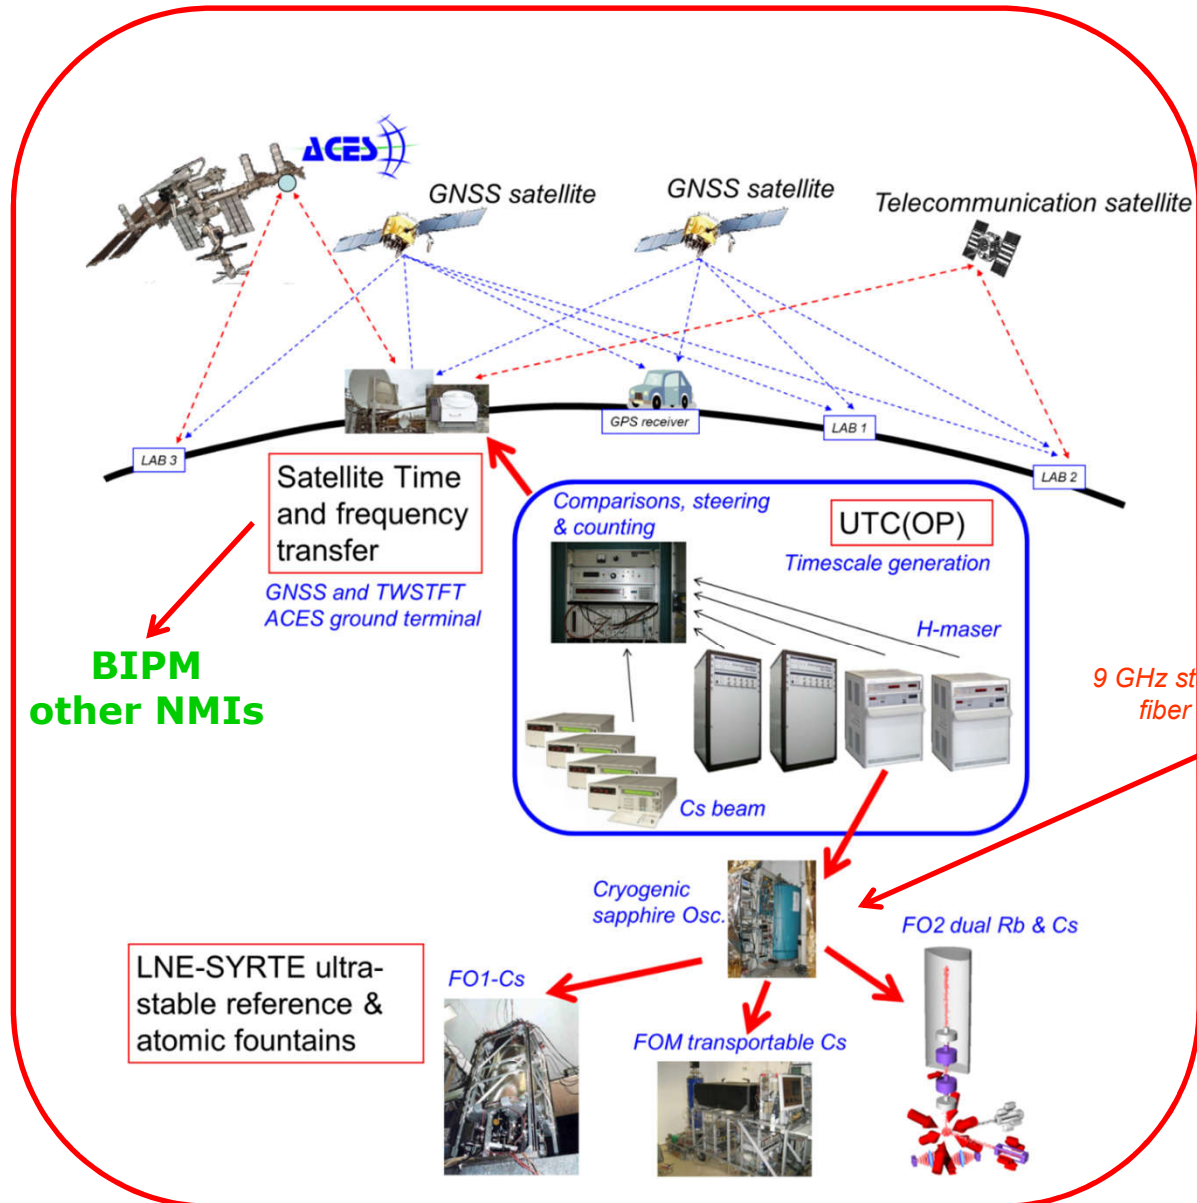 ACES
GNSS satellite
GNSS satellite
Telecommunication satellite
GPS receiver
LAB 1
LAB 3
LAB 2
Satellite Time
and frequency
transfer
GNSS and TWSTFT
ACES ground terminal
BIPM
other NMIs
Comparisons, steering
& counting
UTC(OP)
Timescale generation
H-maser
Cs beam
9 GHz st
fiber
Cryogenic
sapphire Osc.
FO2 dual Rb & Cs
LNE-SYRTE ultra-
stable reference &
atomic fountains
FO1-Cs
FOM transportable Cs